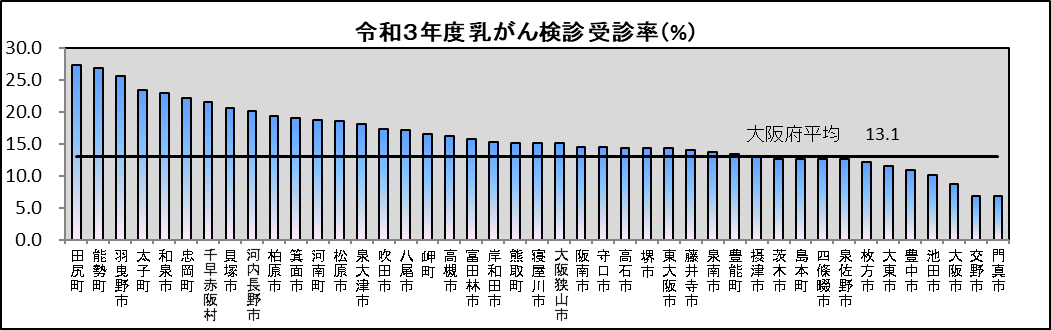 令和3年度乳がん検診受診率(%)
30.0
25.0
20.0
15.0
10.0
5.0
0.0
大阪府平均 13.1
田尻町
能勢町
羽曳野市
太子町
和泉市
忠岡町
千早赤阪村
貝塚市
河内長野市
柏原市
箕面市
河南町
松原市
泉大津市
吹田市
八尾市
岬町
高槻市
富田林市
岸和田市
熊取町
寝屋川市
大阪狭山市
阪南市
守口市
高石市
堺市
東大阪市
藤井寺市
泉南市
豊能町
摂津市
茨木市
島本町
四條畷市
泉佐野市
枚方市
大東市
豊中市
池田市
大阪市
交野市
門真市